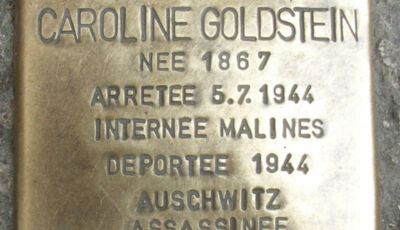 CAROLINE GOLDSTEIN
NEE 1867
ARRETEE 5.7.1944
INTERNEE MALINES
DEPORTEE 1944
AUSCHWITZ
ASSASSINEE